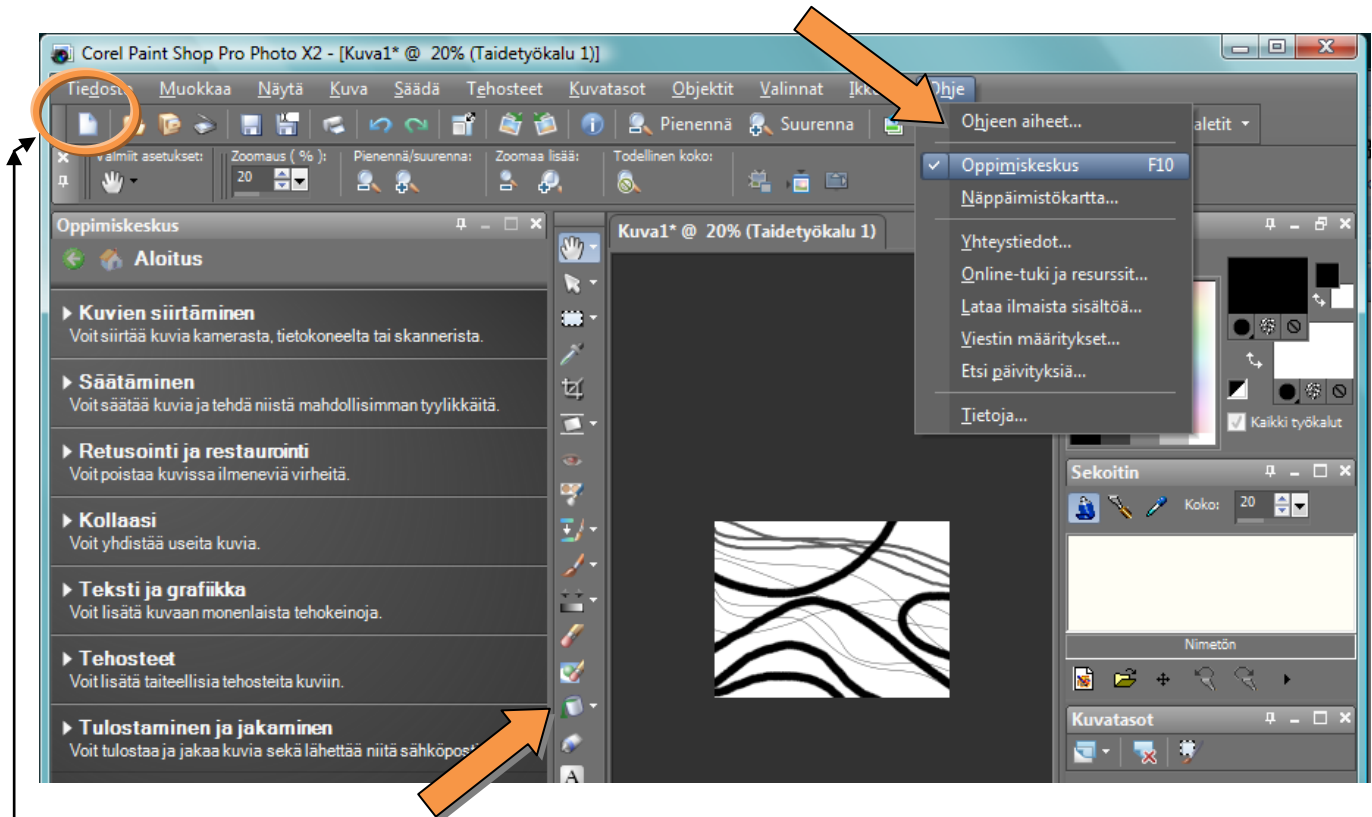 Corel Paint Shop Pro Photo X2 - [Kuva1* @ 20% (Taidetyökalu 1)]
Tiedosto Muokkaa Näytä Kuva Säädä Tehosteet Kuvatasot Objektit Valinnat Ohje
Pienennä Suurenna
Valmiit asetukset: Zoomaus ( % ): Pienennä/suurenna: Zoomaa lisää: Todellinen koko:
20
Ohjeen aiheet...
Oppimiskeskus F10
Näppäimistökartta...
Yhteystiedot...
Online-tuki ja resurssit...
Lataa ilmaista sisältöä...
Viestin määritykset...
Etsi päivityksiä...
Tietoja...
Oppimiskeskus
Aloitus
Kuvien siirtäminen
Voit siirtää kuvia kamerasta, tietokoneelta tai skannerista.
Säätäminen
Voit säätää kuvia ja tehdä niistä mahdollisimman tyylikkäitä.
Retusointi ja restaurointi
Voit poistaa kuvissa ilmeneviä virheitä.
Kollaasi
Voit yhdistää useita kuvia.
Teksti ja grafiikka
Voit lisätä kuvaan monenlaista tehokeinoja.
Tehosteet
Voit lisätä taiteellisia tehosteita kuviin.
Tulostaminen ja jakaminen
Voit tulostaa ja jakaa kuvia sekä lähettää niitä
A
Kuva1* @ 20% (Taidetyökalu 1)
Kaikki työkalut
Sekoitin
Koko: 20
Nimetön
Kuvatasot